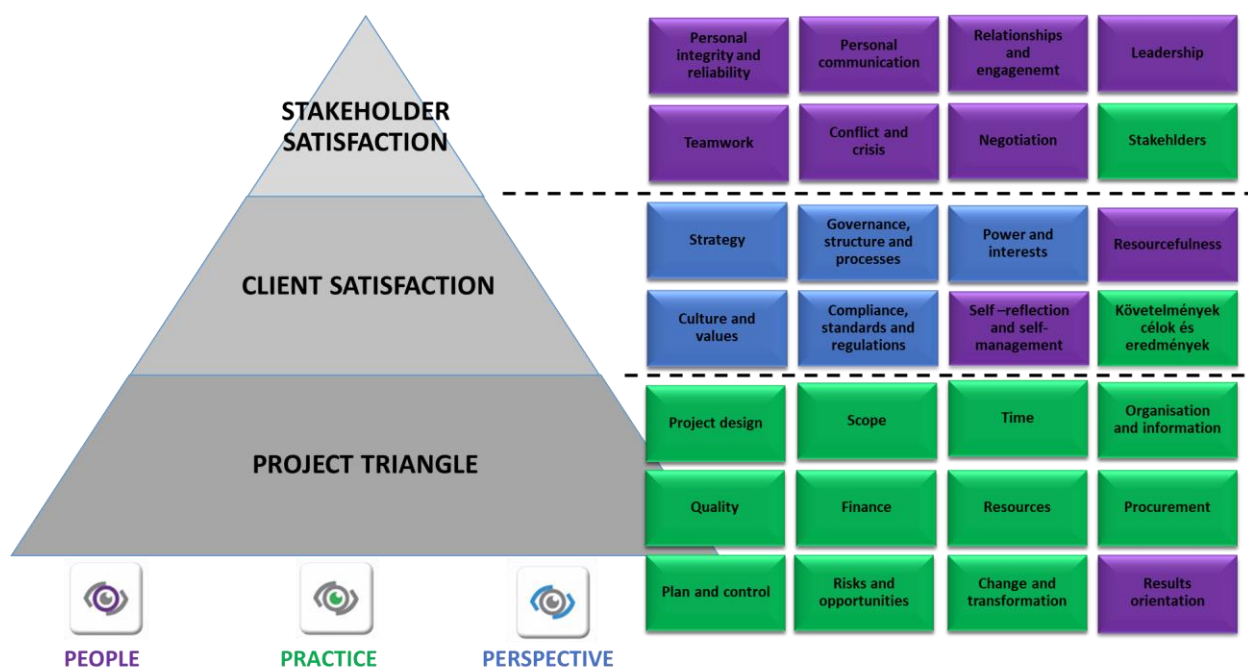 STAKEHOLDER
SATISFACTION
CLIENT SATISFACTION
PROJECT TRIANGLE
PEOPLE
PRACTICE
PERSPECTIVE
Personal
integrity and
reliability
Personal
communication
Relationships
and
engagenemt
Leadership
Teamwork
Conflict and
crisis
Negotiation
Stakehlders
Strategy
Governance,
structure and
processes
Power and
interests
Resourcefulness
Culture and
values
Compliance,
standards and
regulations
Self –reflection
and self-
management
Követelmények
célok és
eredmények
Project design
Scope
Time
Organisation
and information
Quality
Finance
Resources
Procurement
Plan and control
Risks and
opportunities
Change and
transformation
Results
orientation